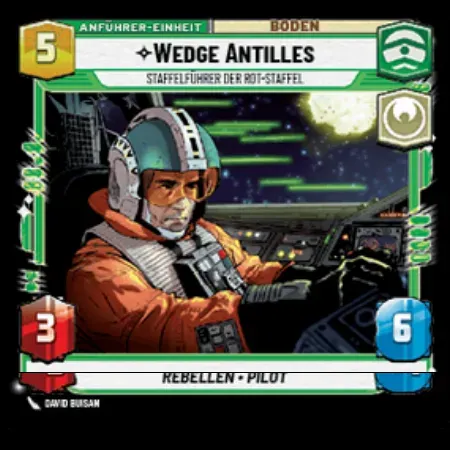 5
ANFÜHRER-EINHEIT
BODEN
WEDGE ANTILLES
STAFFELFÜHRER DER ROT-STAFFEL
3
6
REBELLEN • PILOT
DAVID BUISAN